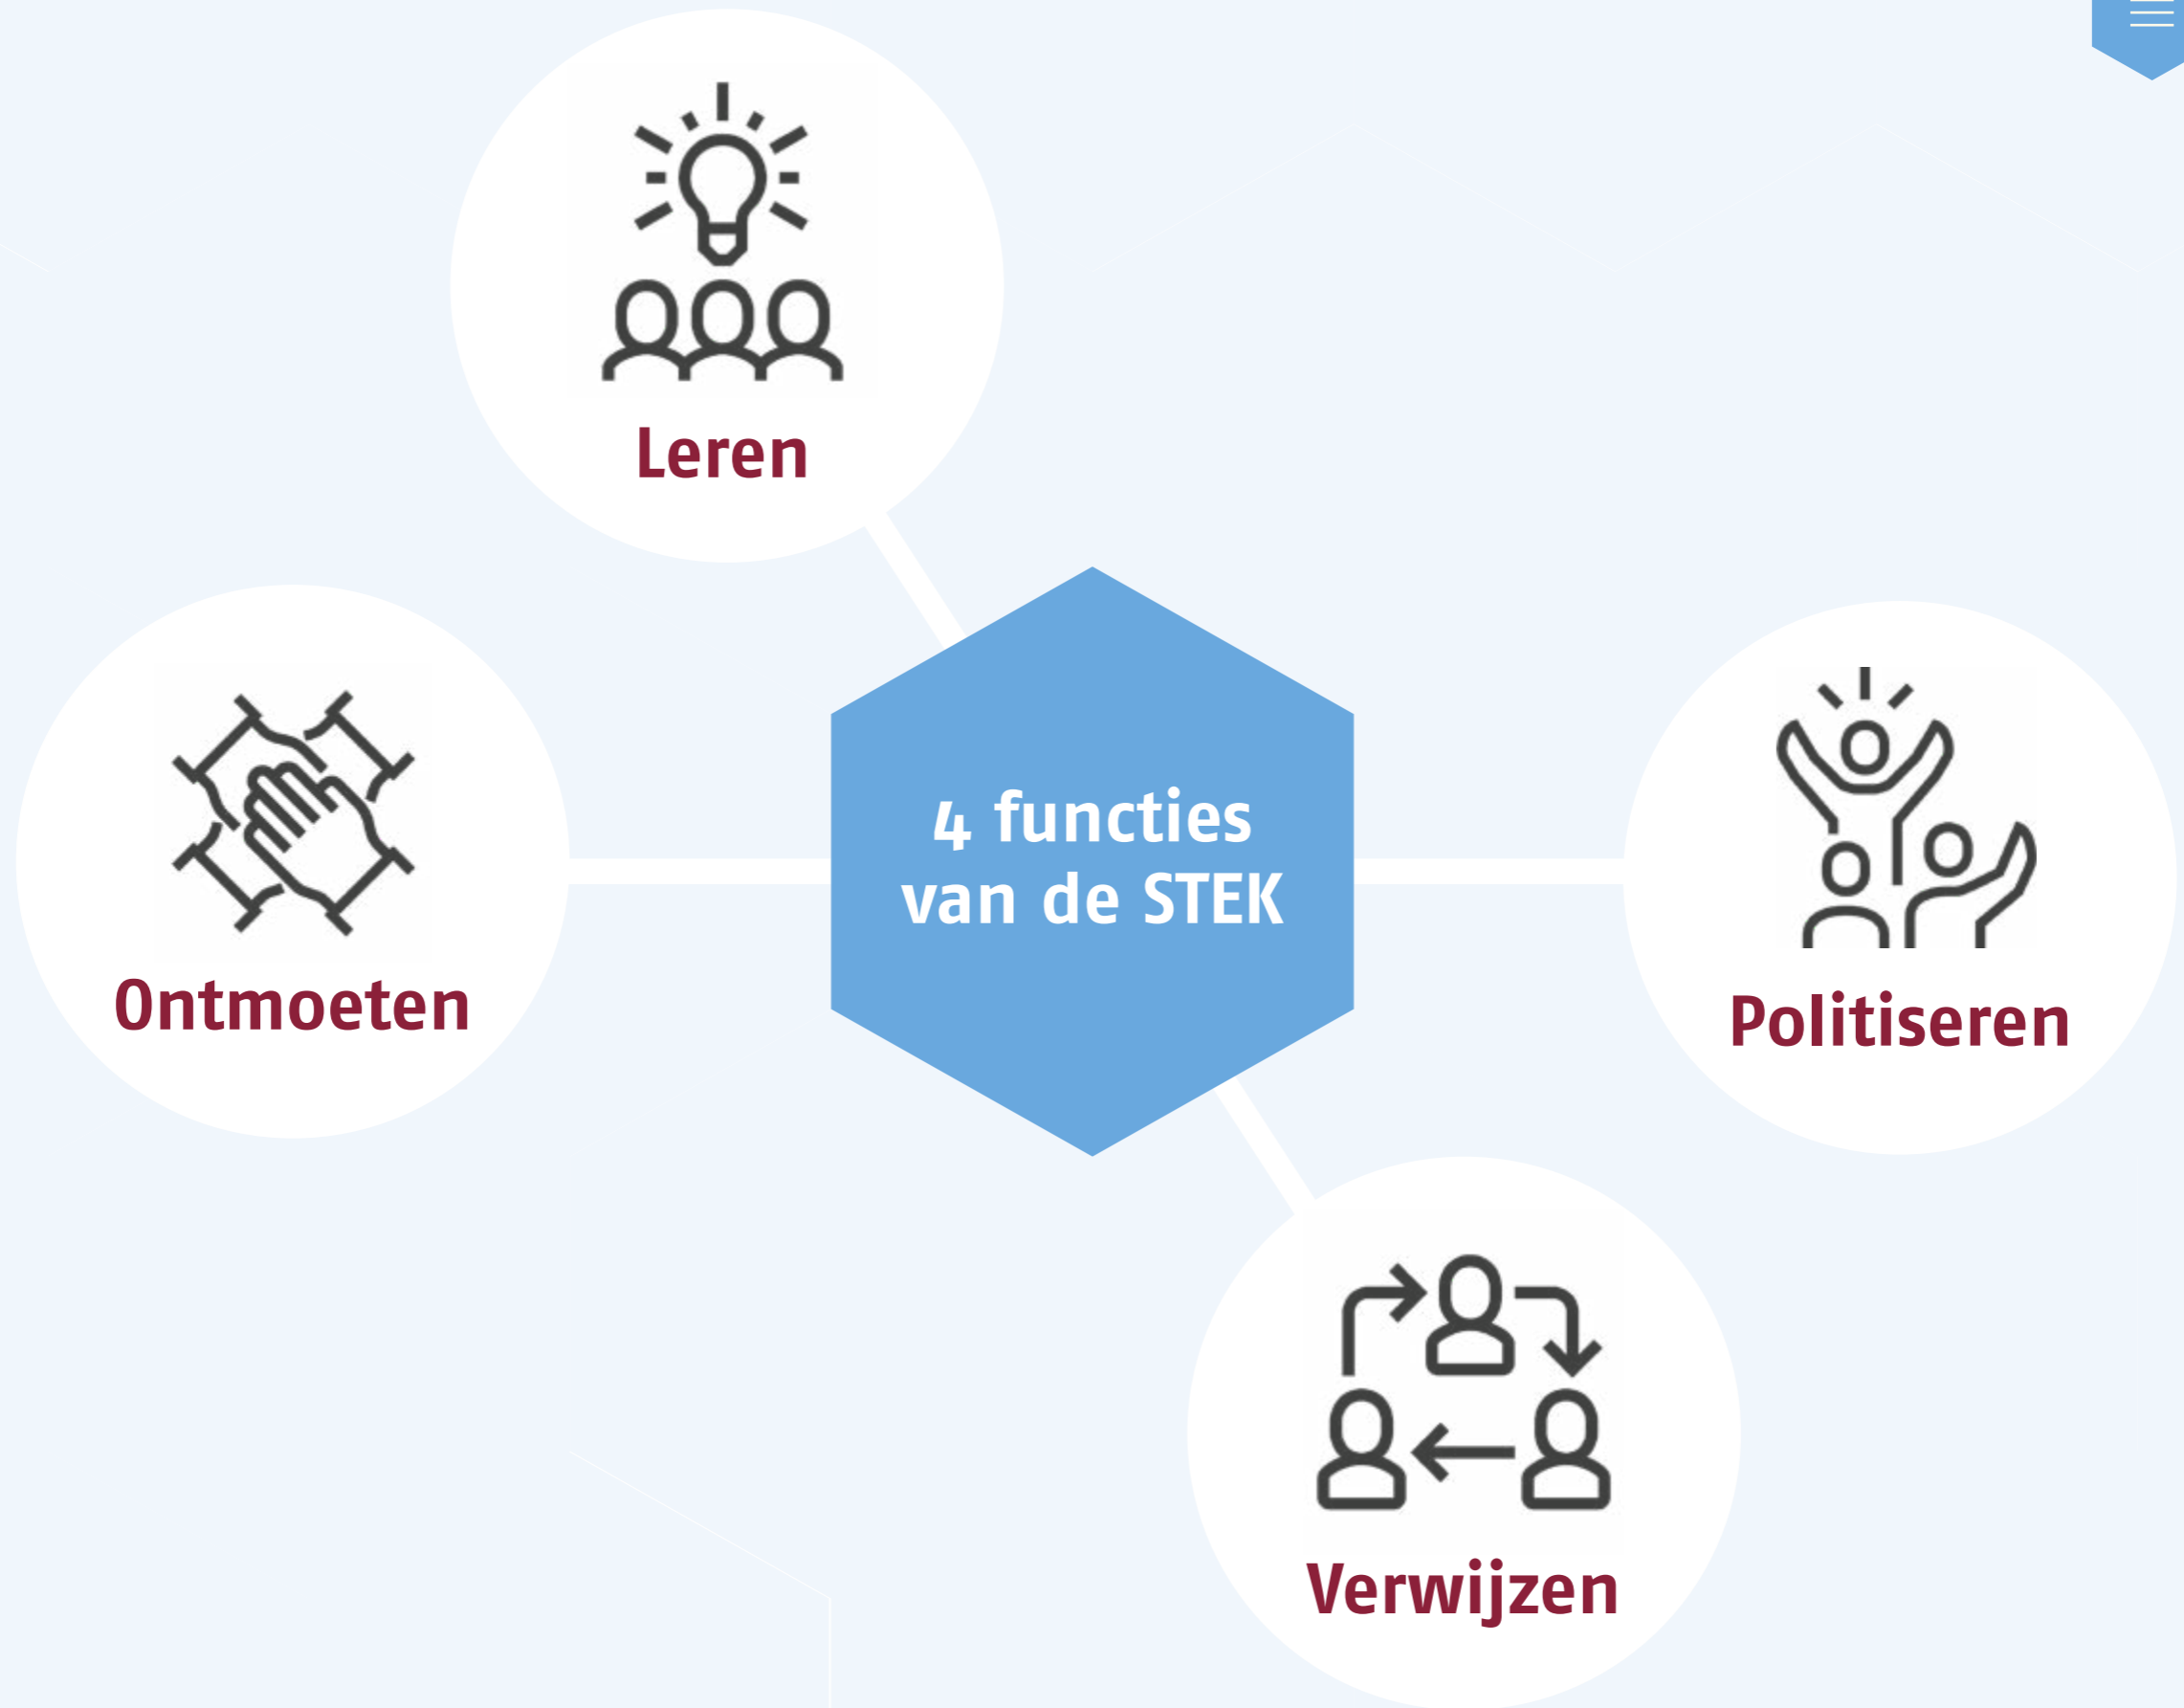 Leren
4 functies
van de STEK
Ontmoeten
Politiseren
Verwijzen